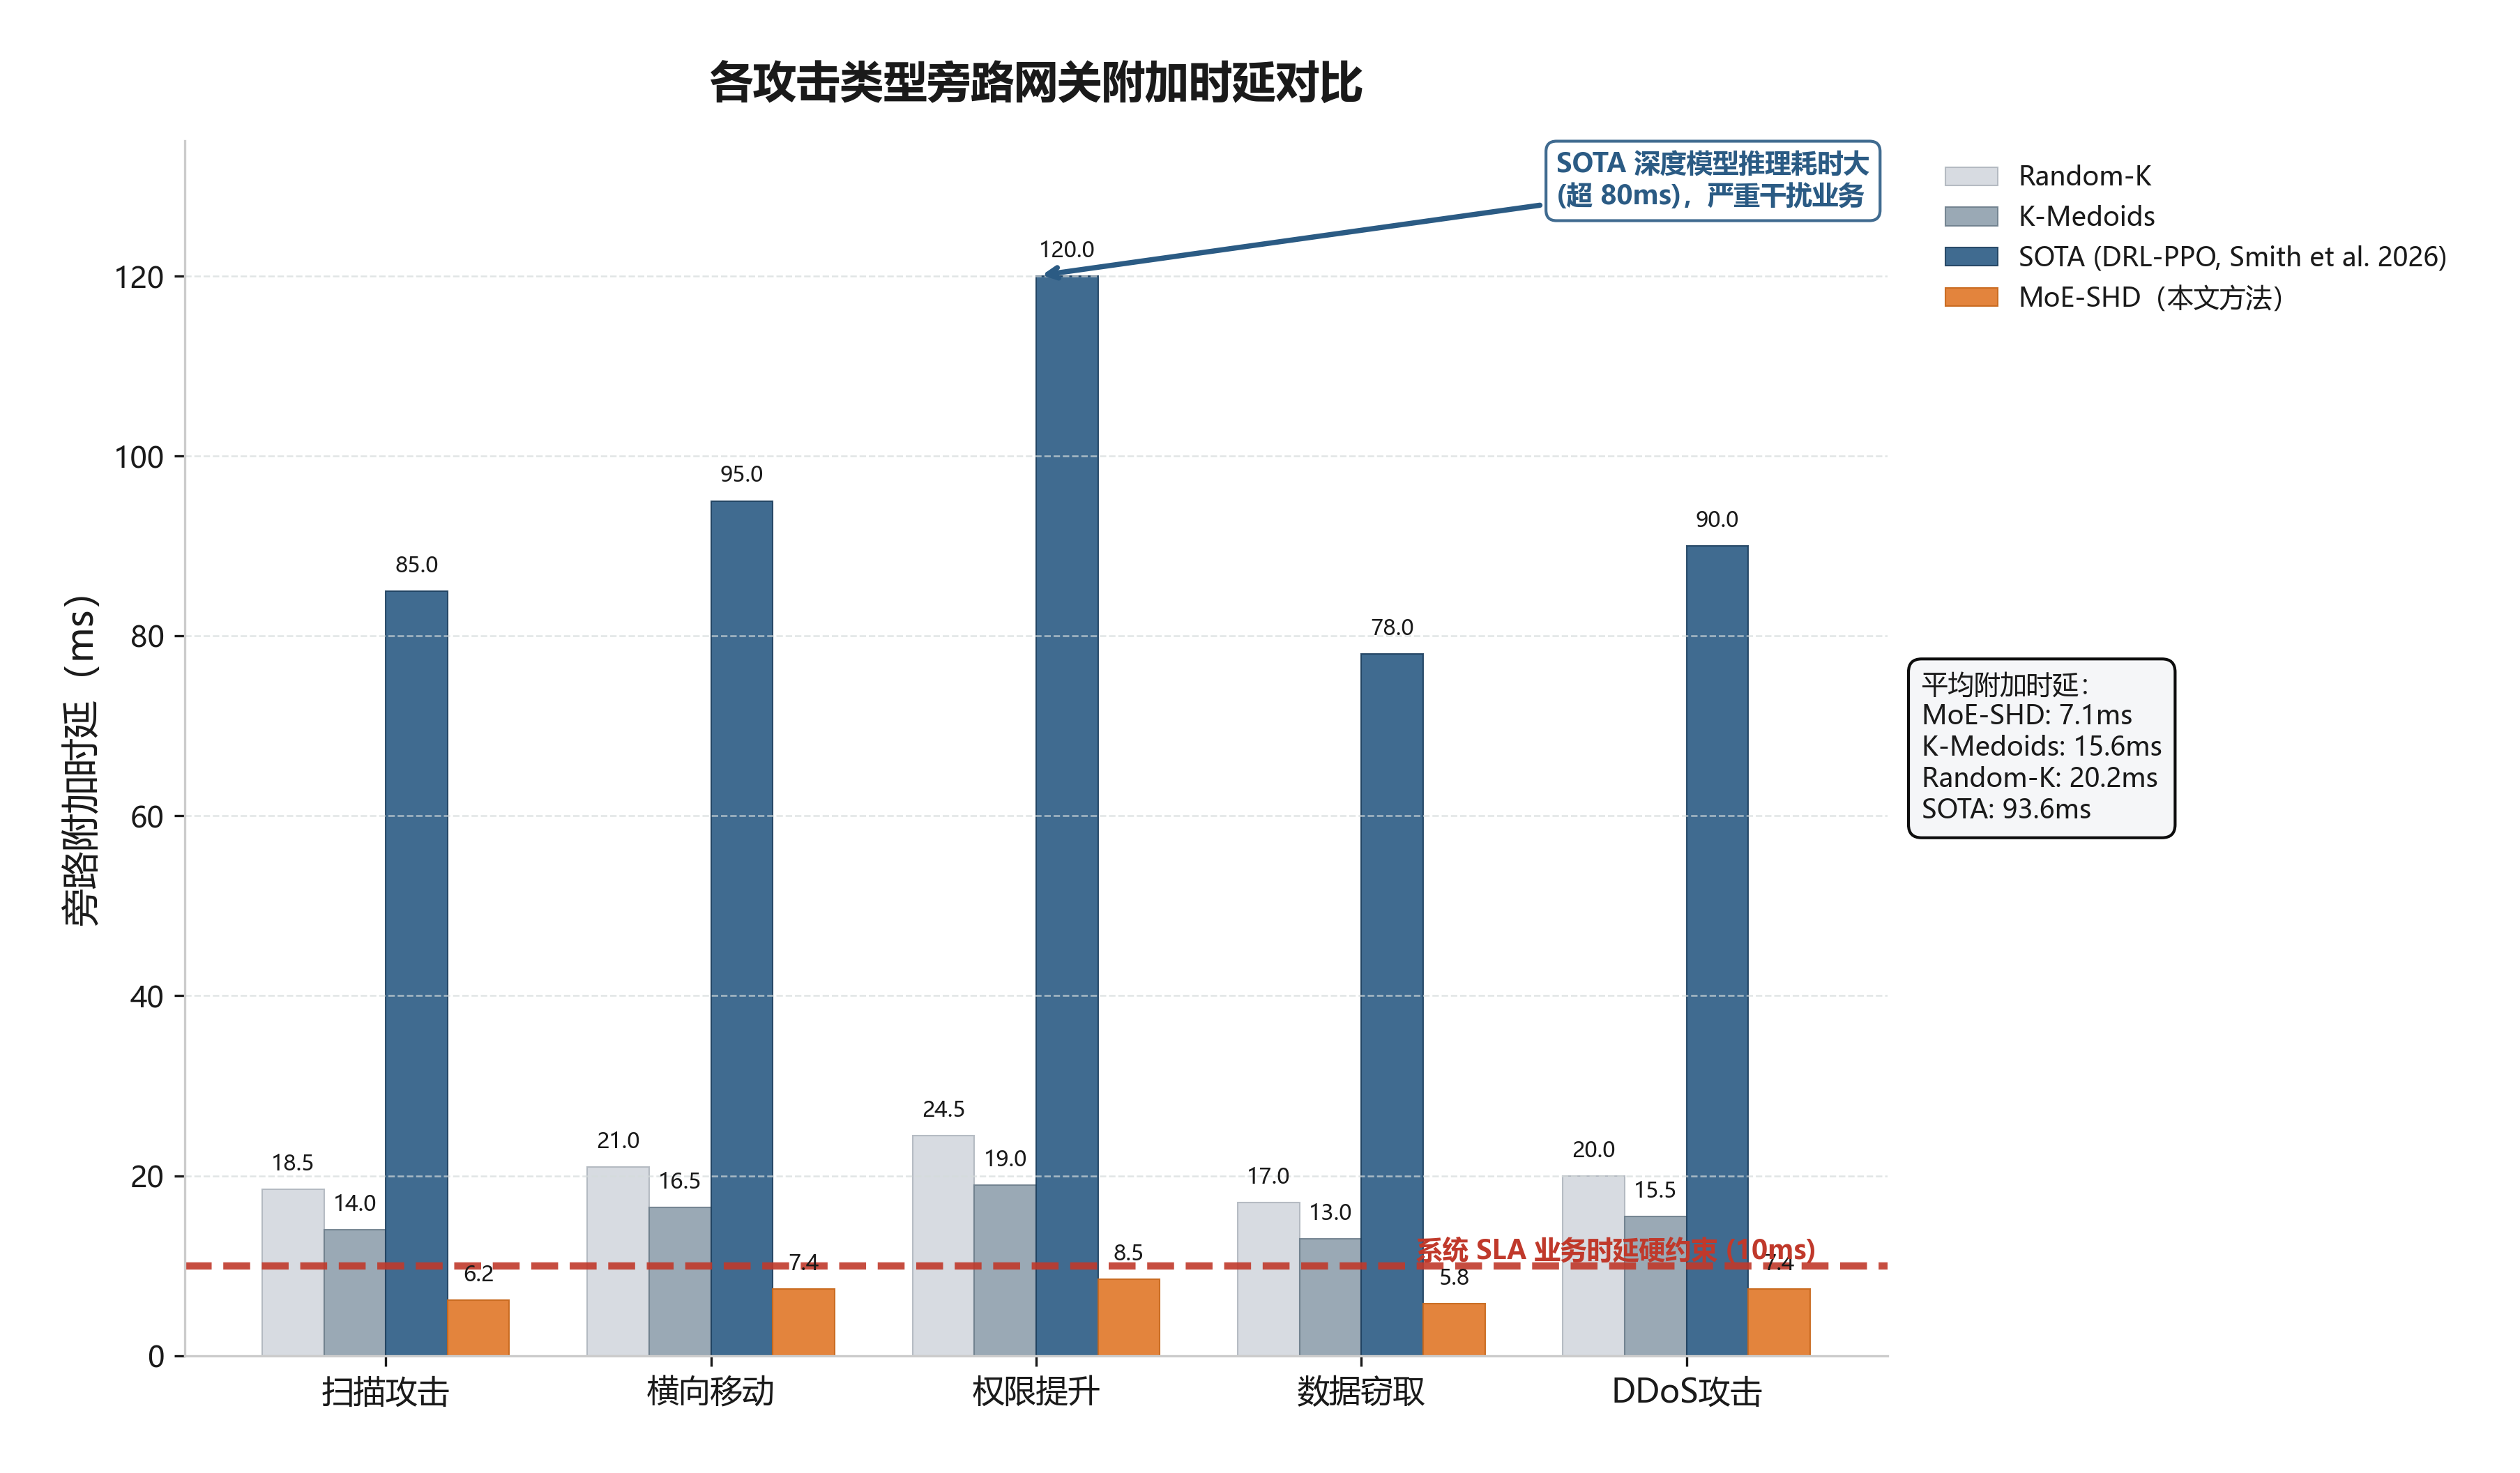 各攻击类型旁路网关附加时延对比
SOTA 深度模型推理耗时大
(超 80ms)，严重干扰业务
Random-K
K-Medoids
SOTA (DRL-PPO, Smith et al. 2026)
MoE-SHD（本文方法）
旁路附加时延（ms）
120
100
80
60
40
20
0
18.5
14.0
85.0
6.2
21.0
16.5
95.0
7.4
24.5
19.0
120.0
8.5
17.0
13.0
78.0
5.8
20.0
15.5
90.0
7.4
系统 SLA 业务时延硬约束 (10ms)
平均附加时延：
MoE-SHD: 7.1ms
K-Medoids: 15.6ms
Random-K: 20.2ms
SOTA: 93.6ms
扫描攻击
横向移动
权限提升
数据窃取
DDoS攻击